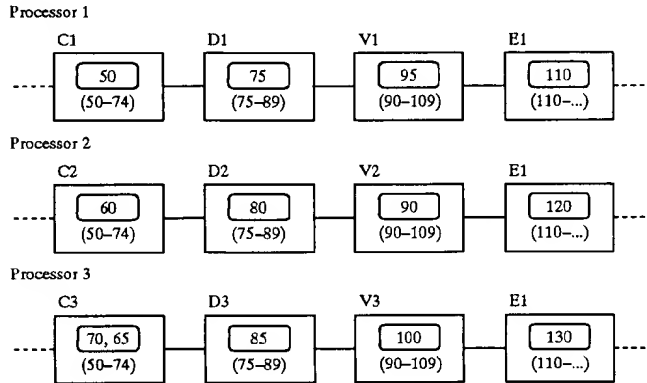 Processor 1
C1 D1 V1 E1
50 75 95 110
(50–74) (75–89) (90–109) (110–...)
Processor 2
C2 D2 V2 E1
60 80 90 120
(50–74) (75–89) (90–109) (110–...)
Processor 3
C3 D3 V3 E1
70, 65 85 100 130
(50–74) (75–89) (90–109) (110–...)